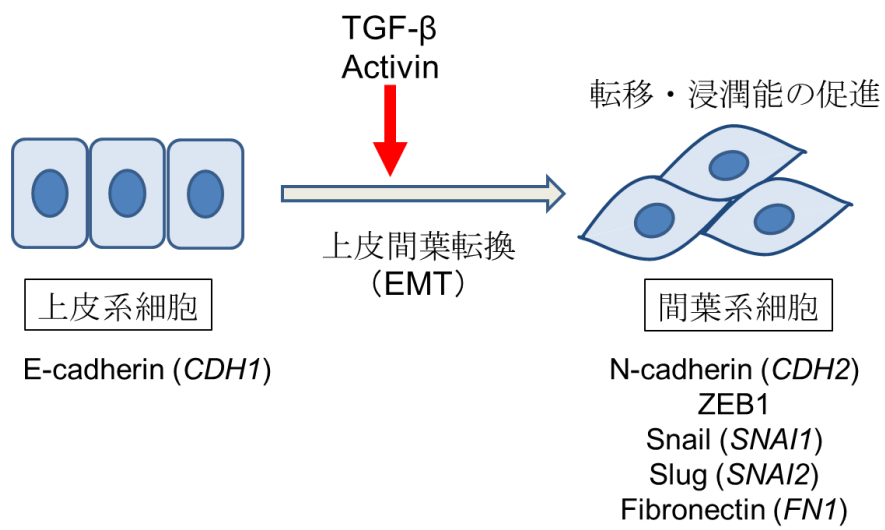 TGF-β
Activin
転移・浸潤能の促進
上皮間葉転換
（EMT）
上皮系細胞
間葉系細胞
E-cadherin (CDH1)
N-cadherin (CDH2)
ZEB1
Snail (SNAI1)
Slug (SNAI2)
Fibronectin (FN1)